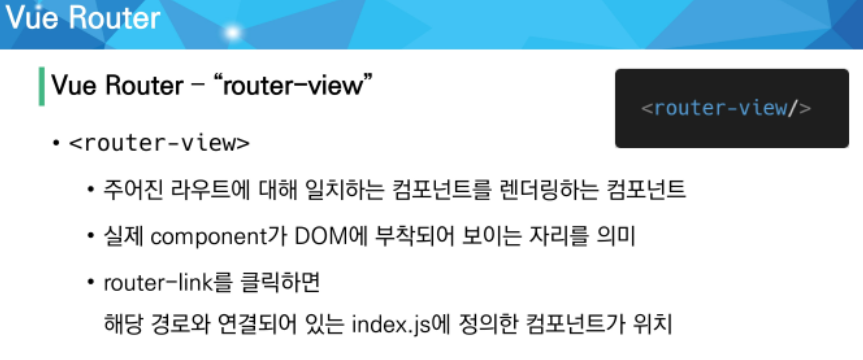 Vue Router
Vue Router – “router-view”
<router-view/>
• <router-view>
• 주어진 라우트에 대해 일치하는 컴포넌트를 렌더링하는 컴포넌트
• 실제 component가 DOM에 부착되어 보이는 자리를 의미
• router-link를 클릭하면
해당 경로와 연결되어 있는 index.js에 정의한 컴포넌트가 위치